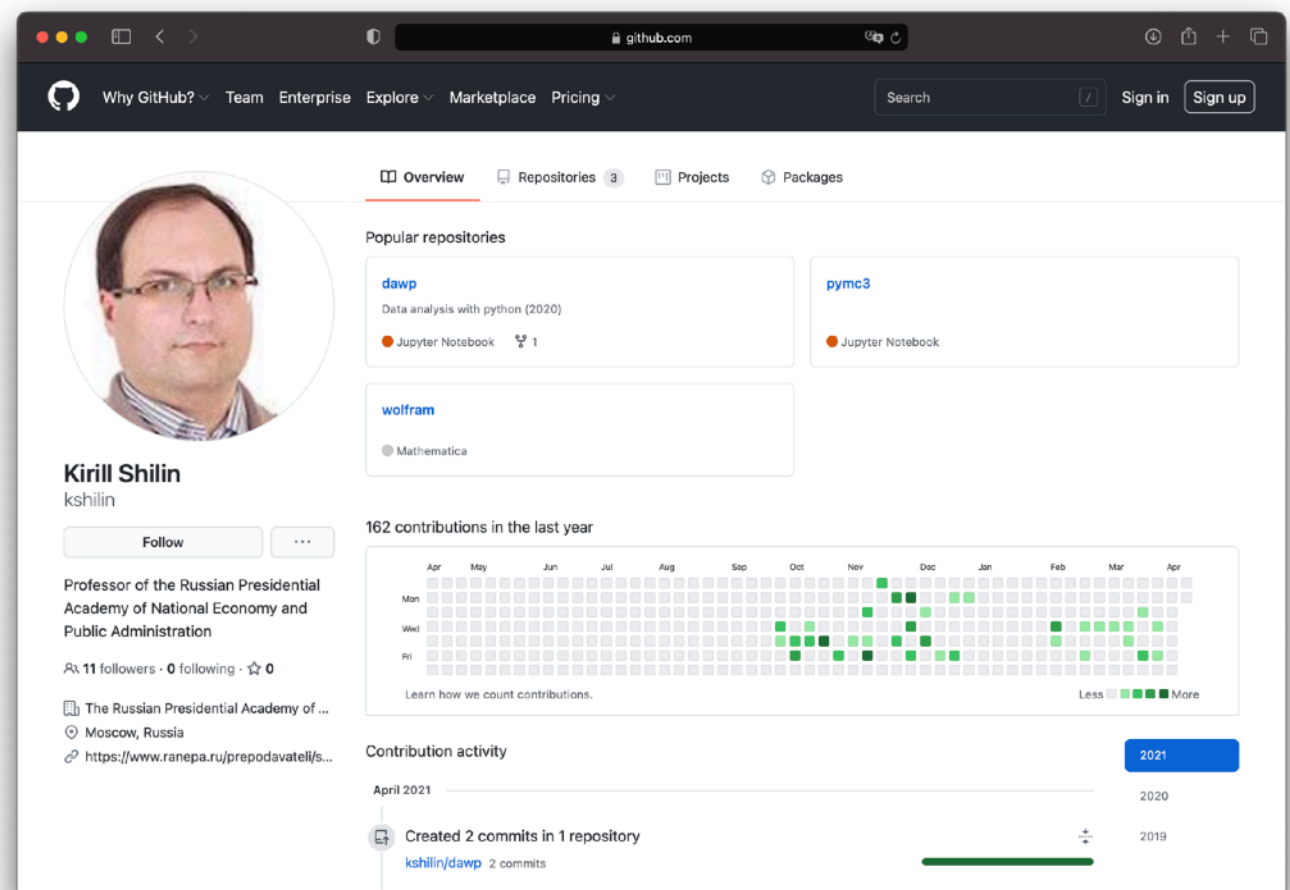 github.com
Why GitHub? Team Enterprise Explore Marketplace Pricing Search / Sign in Sign up
Overview Repositories 3 Projects Packages
Popular repositories
dawp
Data analysis with python (2020)
Jupyter Notebook 1
pymc3
Jupyter Notebook
wolfram
Mathematica
Kirill Shilin
kshilin
Follow ...
Professor of the Russian Presidential
Academy of National Economy and
Public Administration
11 followers · 0 following · 0
The Russian Presidential Academy of ...
Moscow, Russia
https://www.ranepa.ru/prepodavateli/s...
162 contributions in the last year
Apr May Jun Jul Aug Sep Oct Nov Dec Jan Feb Mar Apr
Mon
Wed
Fri
Learn how we count contributions. Less More
Contribution activity
2021
2020
2019
April 2021
Created 2 commits in 1 repository
kshilin/dawp 2 commits